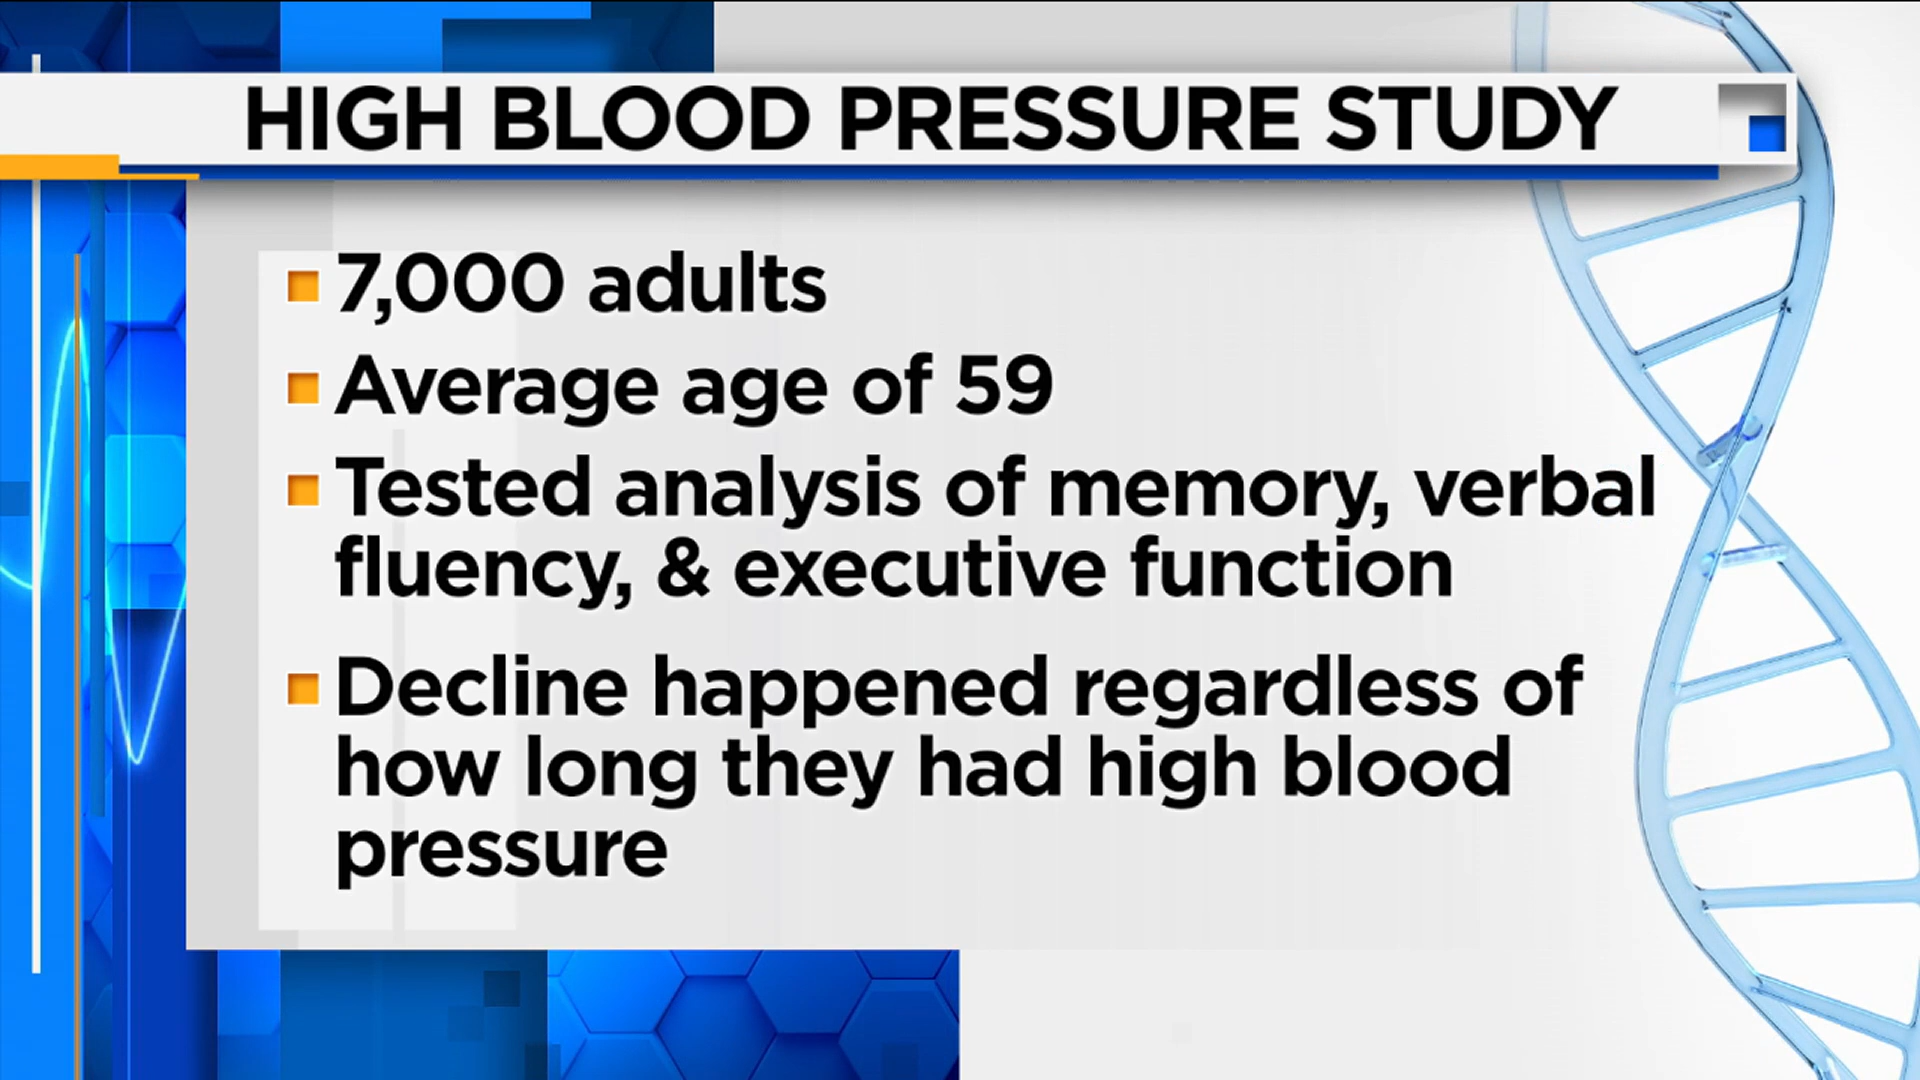 HIGH BLOOD PRESSURE STUDY
7,000 adults
Average age of 59
Tested analysis of memory, verbal
fluency, & executive function
Decline happened regardless of
how long they had high blood
pressure